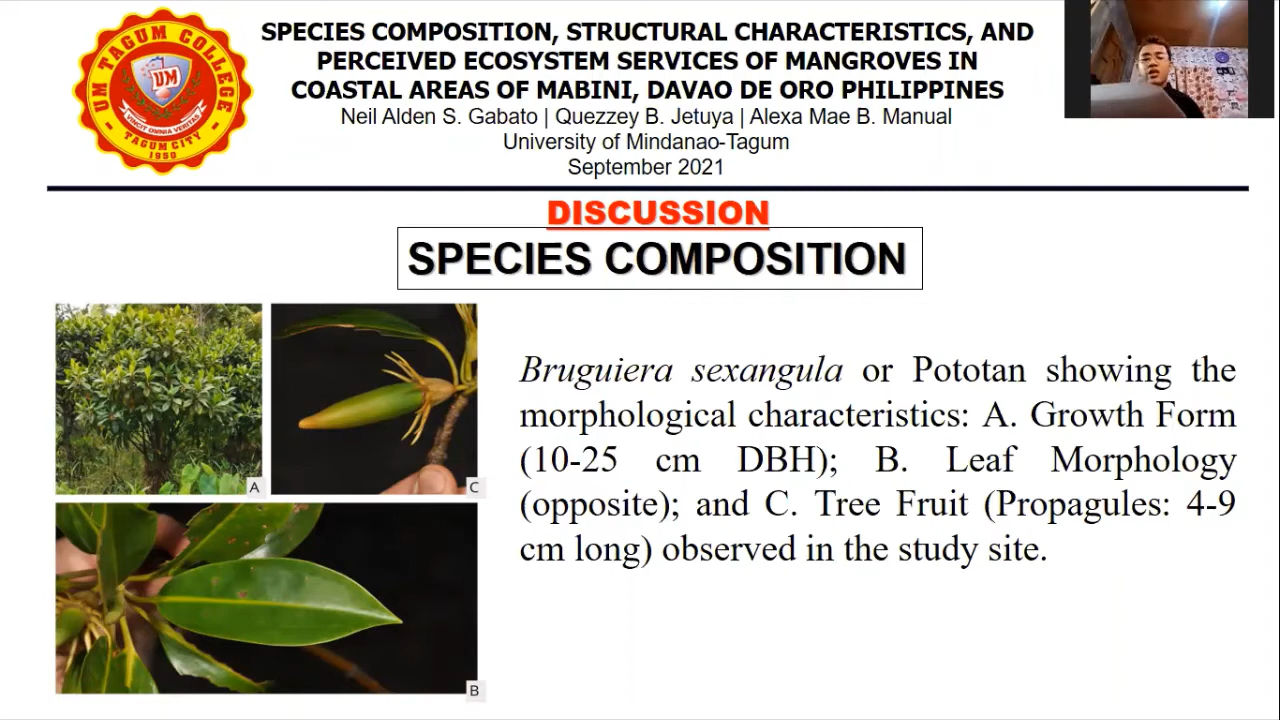 UM TAGUM COLLEGE
UM
VINCIT OMNIA VERITAS
TAGUM CITY
1950
SPECIES COMPOSITION, STRUCTURAL CHARACTERISTICS, AND
PERCEIVED ECOSYSTEM SERVICES OF MANGROVES IN
COASTAL AREAS OF MABINI, DAVAO DE ORO PHILIPPINES
Neil Alden S. Gabato | Quezzey B. Jetuya | Alexa Mae B. Manual
University of Mindanao-Tagum
September 2021
DISCUSSION
SPECIES COMPOSITION
A
C
B
Bruguiera sexangula or Pototan showing the
morphological characteristics: A. Growth Form
(10-25 cm DBH); B. Leaf Morphology
(opposite); and C. Tree Fruit (Propagules: 4-9
cm long) observed in the study site.